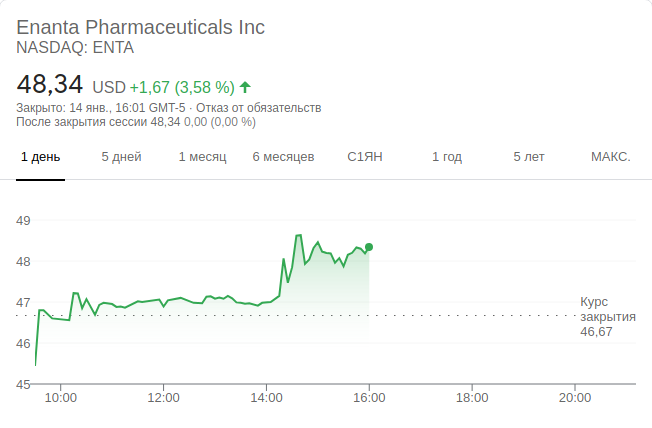 Enanta Pharmaceuticals Inc
NASDAQ: ENTA
48,34 USD +1,67 (3,58 %)
Закрыто: 14 янв., 16:01 GMT-5 · Отказ от обязательств
После закрытия сессии 48,34 0,00 (0,00 %)
1 день 5 дней 1 месяц 6 месяцев С1ЯН 1 год 5 лет МАКС.
49
48
47
46
45
Курс
закрытия
46,67
10:00 12:00 14:00 16:00 18:00 20:00